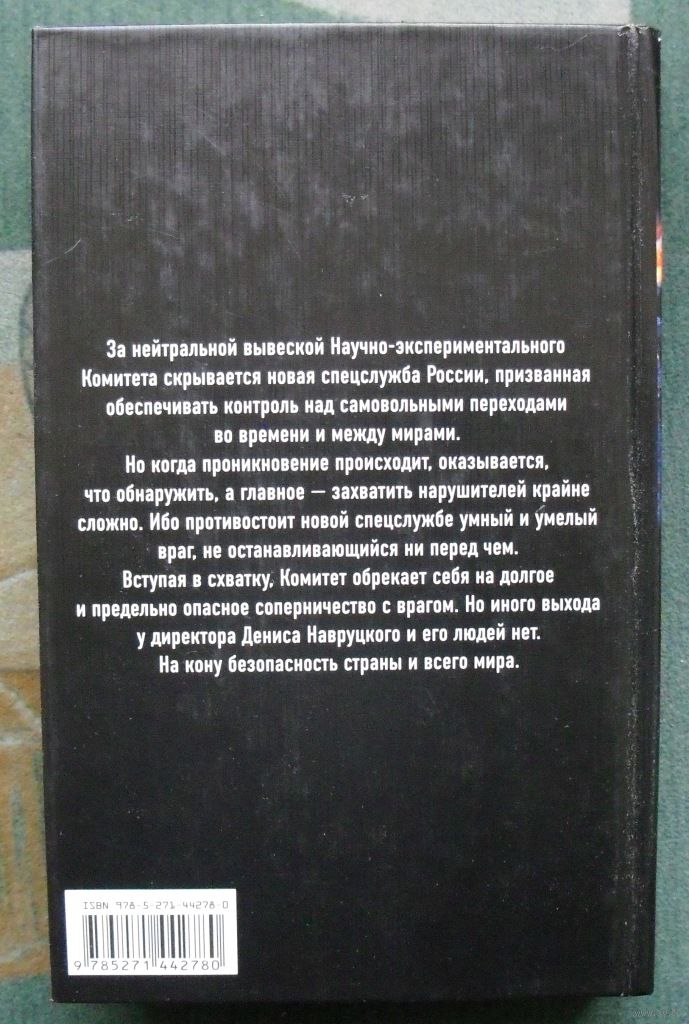 За нейтральной вывеской Научно-экспериментального
Комитета скрывается новая спецслужба России, призванная
обеспечивать контроль над самовольными переходами
во времени и между мирами.
Но когда проникновение происходит, оказывается,
что обнаружить, а главное — захватить нарушителей крайне
сложно. Ибо противостоит новой спецслужбе умный и умелый
враг, не останавливающийся ни перед чем.
Вступая в схватку, Комитет обрекает себя на долгое
и предельно опасное соперничество с врагом. Но иного выхода
у директора Дениса Навруцкого и его людей нет.
На кону безопасность страны и всего мира.
ISBN 978-5-271-44278-0
9 785271 442780